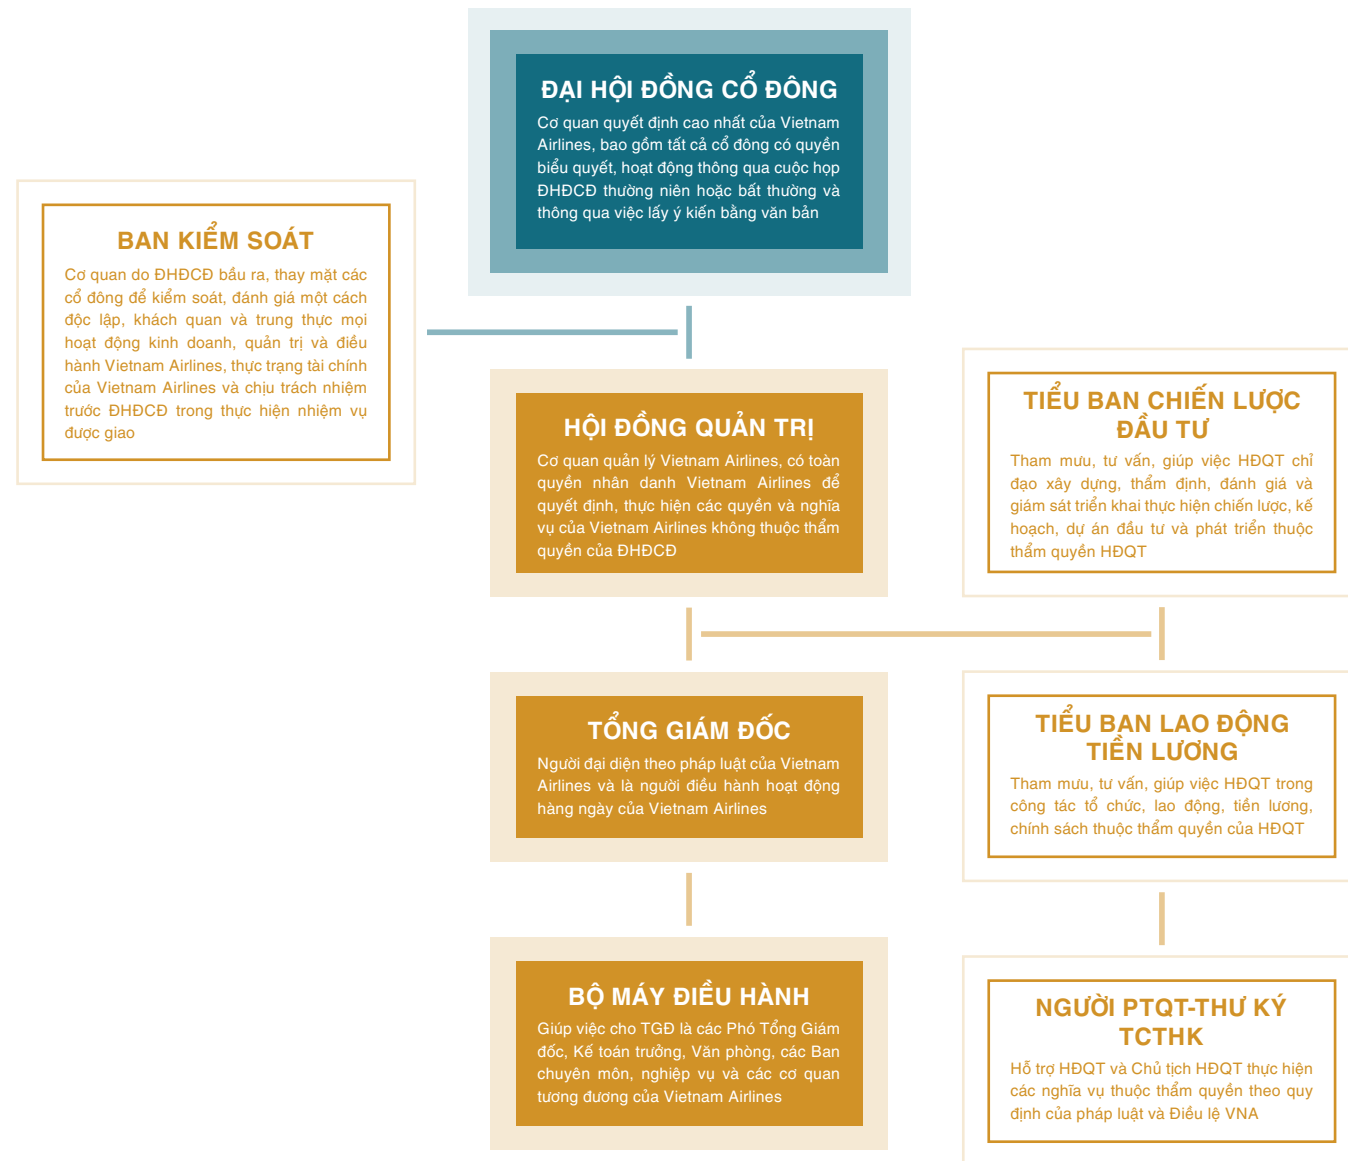 ĐẠI HỘI ĐỒNG CỔ ĐÔNG
Cơ quan quyết định cao nhất của Vietnam
Airlines, bao gồm tất cả cổ đông có quyền
biểu quyết, hoạt động thông qua cuộc họp
ĐHĐCĐ thường niên hoặc bất thường và
thông qua việc lấy ý kiến bằng văn bản
BAN KIỂM SOÁT
Cơ quan do ĐHĐCĐ bầu ra, thay mặt các
cổ đông để kiểm soát, đánh giá một cách
độc lập, khách quan và trung thực mọi
hoạt động kinh doanh, quản trị và điều
hành Vietnam Airlines, thực trạng tài chính
của Vietnam Airlines và chịu trách nhiệm
trước ĐHĐCĐ trong thực hiện nhiệm vụ
được giao
HỘI ĐỒNG QUẢN TRỊ
Cơ quan quản lý Vietnam Airlines, có toàn
quyền nhân danh Vietnam Airlines để
quyết định, thực hiện các quyền và nghĩa
vụ của Vietnam Airlines không thuộc thẩm
quyền của ĐHĐCĐ
TIỂU BAN CHIẾN LƯỢC
ĐẦU TƯ
Tham mưu, tư vấn, giúp việc HĐQT chỉ
đạo xây dựng, thẩm định, đánh giá và
giám sát triển khai thực hiện chiến lược, kế
hoạch, dự án đầu tư và phát triển thuộc
thẩm quyền HĐQT
TỔNG GIÁM ĐỐC
Người đại diện theo pháp luật của Vietnam
Airlines và là người điều hành hoạt động
hàng ngày của Vietnam Airlines
TIỂU BAN LAO ĐỘNG
TIỀN LƯƠNG
Tham mưu, tư vấn, giúp việc HĐQT trong
công tác tổ chức, lao động, tiền lương,
chính sách thuộc thẩm quyền của HĐQT
BỘ MÁY ĐIỀU HÀNH
Giúp việc cho TGĐ là các Phó Tổng Giám
đốc, Kế toán trưởng, Văn phòng, các Ban
chuyên môn, nghiệp vụ và các cơ quan
tương đương của Vietnam Airlines
NGƯỜI PTQT-THƯ KÝ
TCTHK
Hỗ trợ HĐQT và Chủ tịch HĐQT thực hiện
các nghĩa vụ thuộc thẩm quyền theo quy
định của pháp luật và Điều lệ VNA